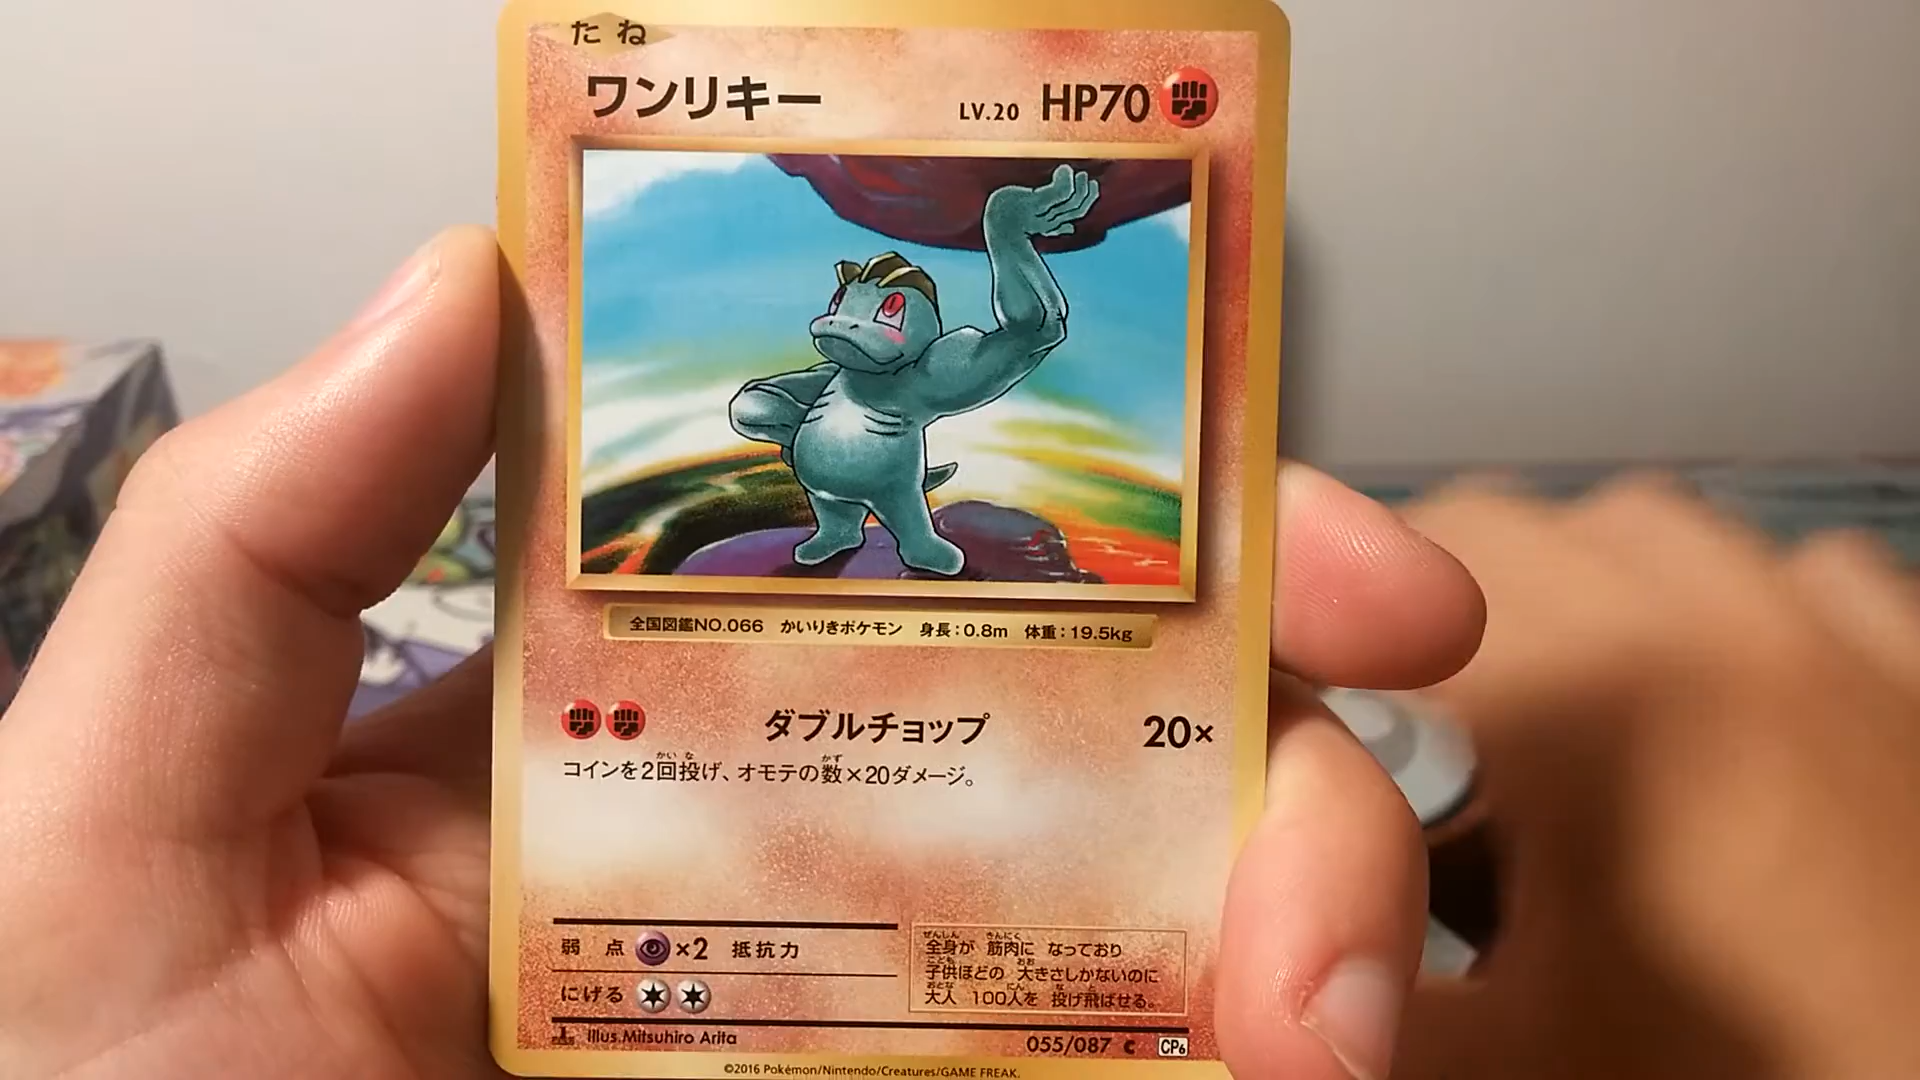 たね
ワンリキー LV.20 HP70
全国図鑑NO.066 かいりきポケモン 身長:0.8m 体重:19.5kg
ダブルチョップ 20×
コインを2回投げ、オモテの数×20ダメージ。
弱点 ×2 抵抗力
にげる
全身が 筋肉に なっており
子供ほどの 大きさしかないのに
大人 100人を 投げ飛ばせる。
Illus.Mitsuhiro Arita
055/087 C CP6
©2016 Pokémon/Nintendo/Creatures/GAME FREAK.